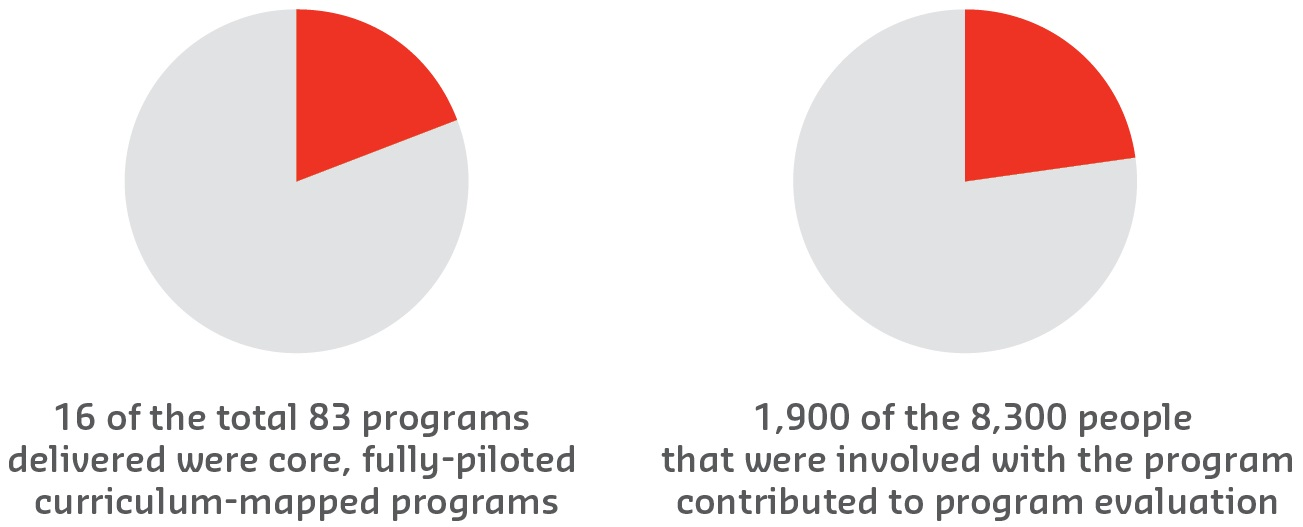 16 of the total 83 programs
delivered were core, fully-piloted
curriculum-mapped programs
1,900 of the 8,300 people
that were involved with the program
contributed to program evaluation